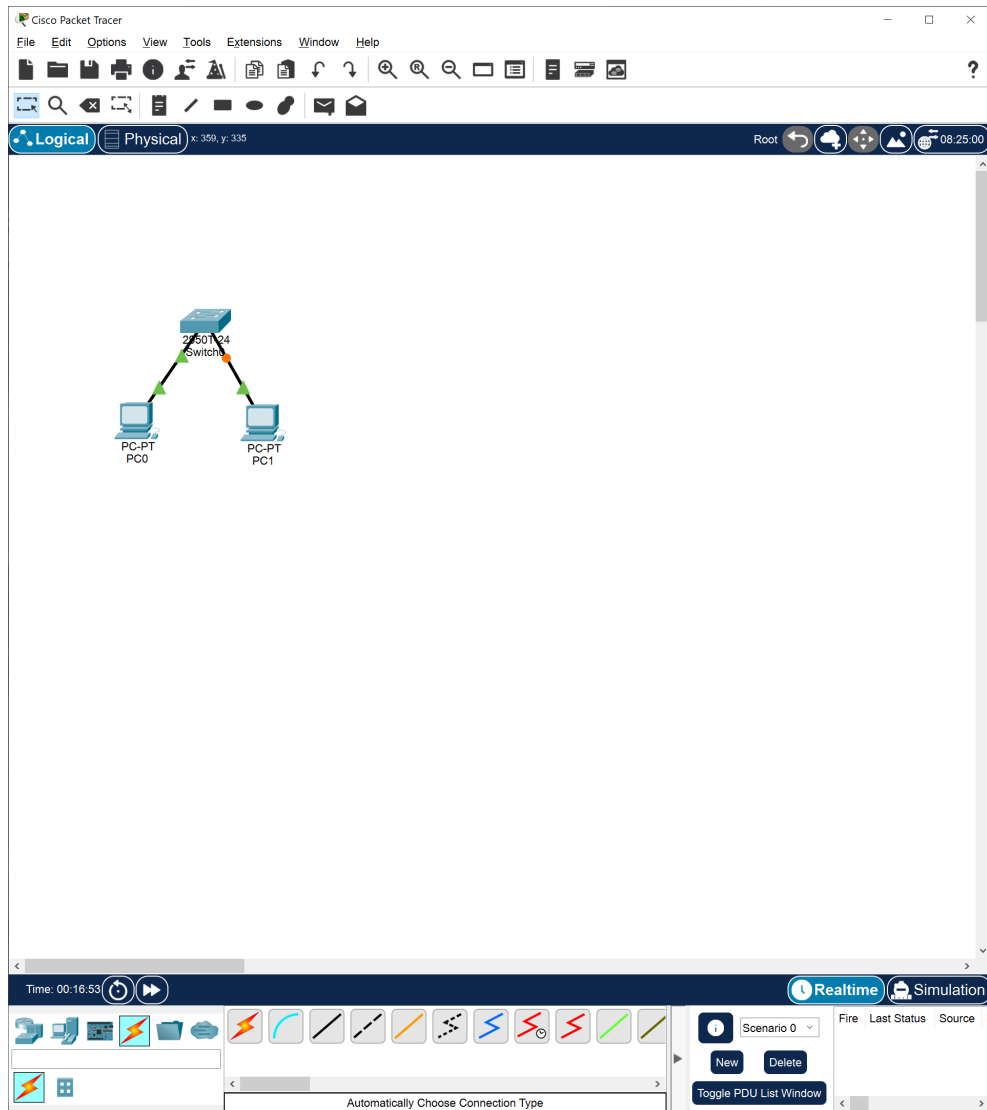 Cisco Packet Tracer
File Edit Options View Tools Extensions Window Help
Logical Physical x: 359, y: 335 Root 08:25:00
2950T-24
Switch0
PC-PT
PC0
PC-PT
PC1
Time: 00:16:53 Realtime Simulation
Scenario 0
Fire Last Status Source
New Delete
Toggle PDU List Window
Automatically Choose Connection Type